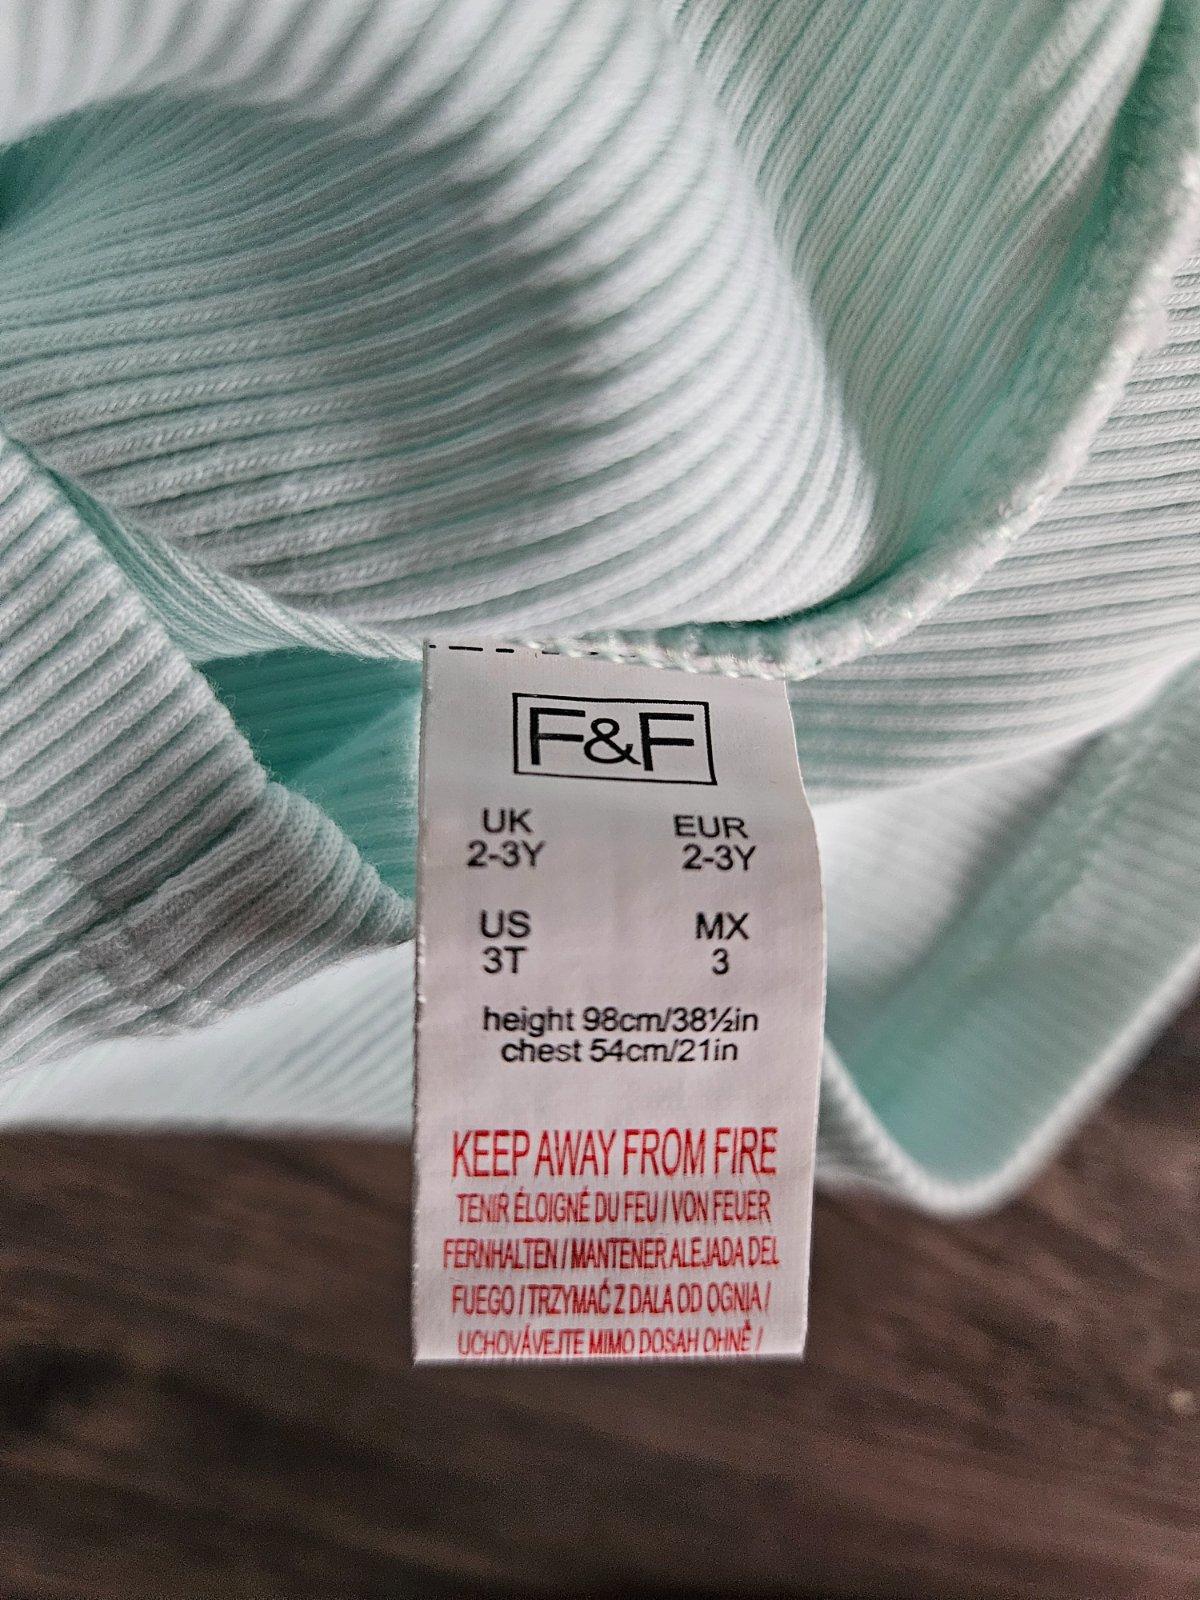 F&F
UK EUR
2-3Y 2-3Y
US MX
3T 3
height 98cm/38½in
chest 54cm/21in
KEEP AWAY FROM FIRE
TENIR ÉLOIGNÉ DU FEU / VON FEUER
FERNHALTEN / MANTENER ALEJADA DEL
FUEGO / TRZYMAĆ Z DALA OD OGNIA /
UCHOVÁVEJTE MIMO DOSAH OHNĚ /